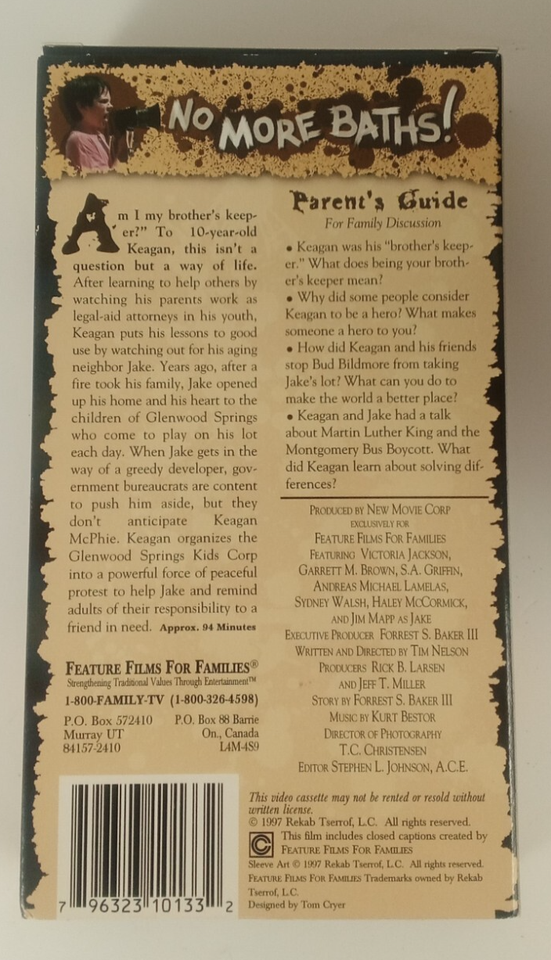 NO MORE BATHS!
Am I my brother's keep-
er?" To 10-year-old
Keagan, this isn't a
question but a way of life.
After learning to help others by
watching his parents work as
legal-aid attorneys in his youth,
Keagan puts his lessons to good
use by watching out for his aging
neighbor Jake. Years ago, after a
fire took his family, Jake opened
up his home and his heart to the
children of Glenwood Springs
who come to play on his lot
each day. When Jake gets in the
way of a greedy developer, gov-
ernment bureaucrats are content
to push him aside, but they
don't anticipate Keagan
McPhie. Keagan organizes the
Glenwood Springs Kids Corp
into a powerful force of peaceful
protest to help Jake and remind
adults of their responsibility to a
friend in need. Approx. 94 Minutes
FEATURE FILMS FOR FAMILIES®
Strengthening Traditional Values Through Entertainment™
1-800-FAMILY-TV (1-800-326-4598)
P.O. Box 572410
Murray UT
84157-2410
P.O. Box 88 Barrie
On., Canada
L4M-4S9
7 96323 10133 2
Parent's Guide
For Family Discussion
• Keagan was his "brother's keep-
er." What does being your broth-
er's keeper mean?
• Why did some people consider
Keagan to be a hero? What makes
someone a hero to you?
• How did Keagan and his friends
stop Bud Bildmore from taking
Jake's lot? What can you do to
make the world a better place?
• Keagan and Jake had a talk
about Martin Luther King and the
Montgomery Bus Boycott. What
did Keagan learn about solving dif-
ferences?
PRODUCED BY NEW MOVIE CORP
EXCLUSIVELY FOR
FEATURE FILMS FOR FAMILIES
FEATURING VICTORIA JACKSON,
GARRETT M. BROWN, S.A. GRIFFIN,
ANDREAS MICHAEL LAMELAS,
SYDNEY WALSH, HALEY MCCORMICK,
AND JIM MAPP AS JAKE
EXECUTIVE PRODUCER FORREST S. BAKER III
WRITTEN AND DIRECTED BY TIM NELSON
PRODUCERS RICK B. LARSEN
AND JEFF T. MILLER
STORY BY FORREST S. BAKER III
MUSIC BY KURT BESTOR
DIRECTOR OF PHOTOGRAPHY
T.C. CHRISTENSEN
EDITOR STEPHEN L. JOHNSON, A.C.E.
This video cassette may not be rented or resold without
written license.
© 1997 Rekab Tserrof, L.C. All rights reserved.
This film includes closed captions created by
FEATURE FILMS FOR FAMILIES
Sleeve Art © 1997 Rekab Tserrof, L.C. All rights reserved.
FEATURE FILMS FOR FAMILIES Trademarks owned by Rekab
Tserrof, L.C.
Designed by Tom Cryer